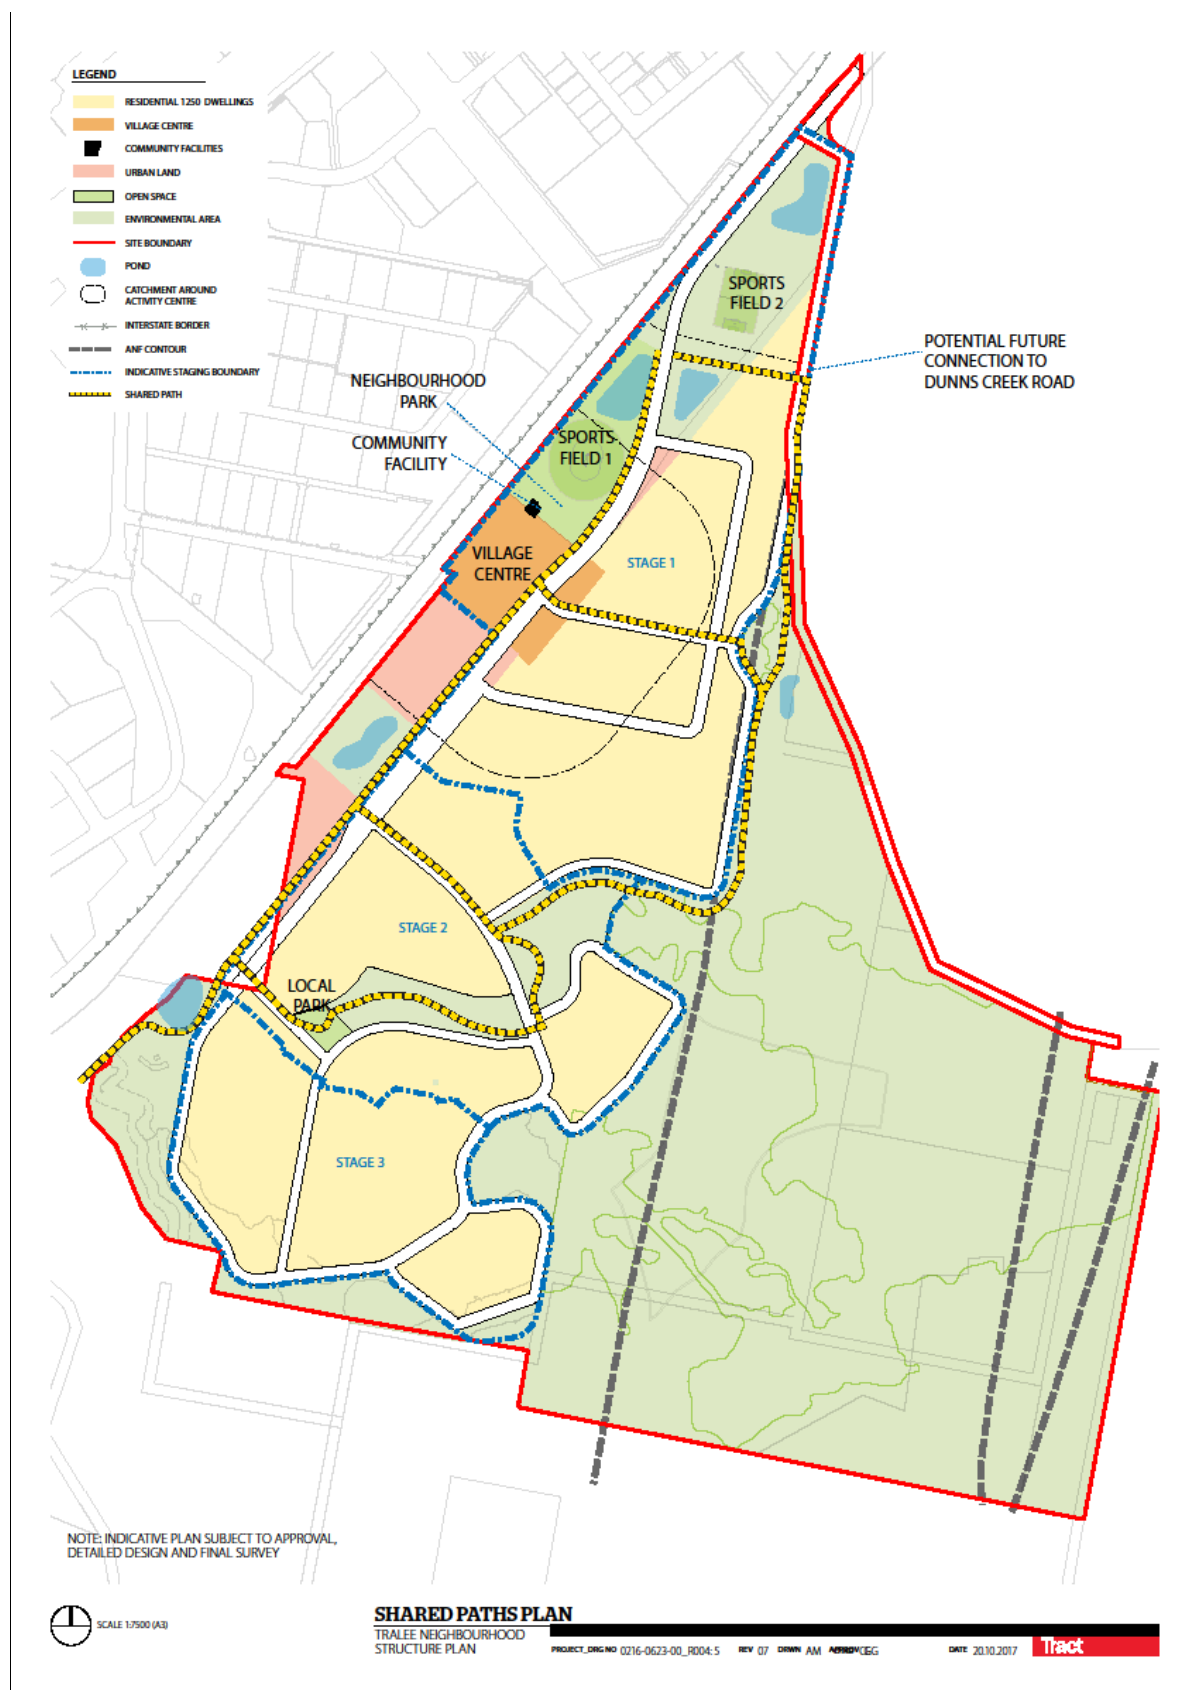 LEGEND
RESIDENTIAL 1250 DWELLINGS
VILLAGE CENTRE
COMMUNITY FACILITIES
URBAN LAND
OPEN SPACE
ENVIRONMENTAL AREA
SITE BOUNDARY
POND
CATCHMENT AROUND
ACTIVITY CENTRE
INTERSTATE BORDER
ANF CONTOUR
INDICATIVE STAGING BOUNDARY
SHARED PATH
SPORTS
FIELD 2
POTENTIAL FUTURE
CONNECTION TO
DUNNS CREEK ROAD
NEIGHBOURHOOD
PARK
COMMUNITY
FACILITY
SPORTS
FIELD 1
VILLAGE
CENTRE
STAGE 1
STAGE 2
LOCAL
PARK
STAGE 3
NOTE: INDICATIVE PLAN SUBJECT TO APPROVAL,
DETAILED DESIGN AND FINAL SURVEY
SCALE 1:7500 (A3)
SHARED PATHS PLAN
TRALEE NEIGHBOURHOOD
STRUCTURE PLAN
PROJECT_DRG NO 0216-0623-00_R004: 5 REV 07 DRWN AM DATE 20.10.2017
Tract